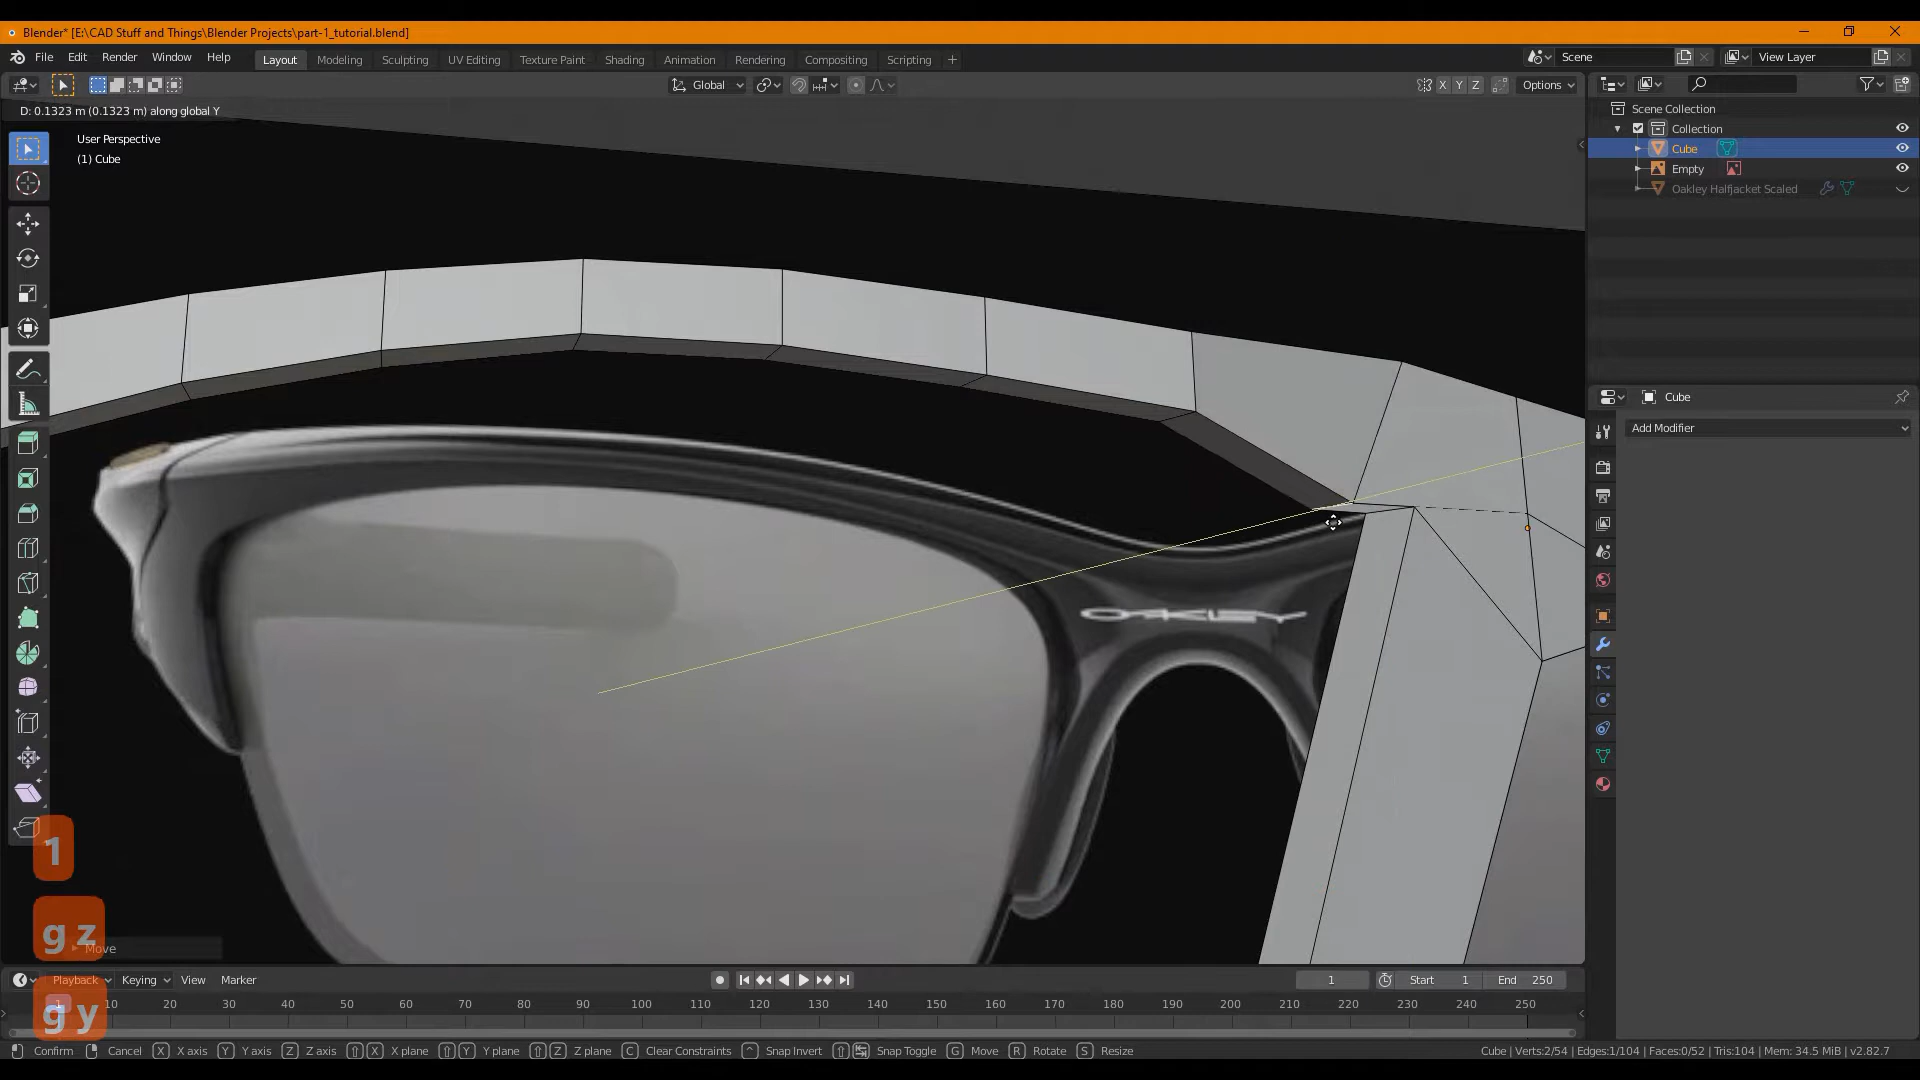 Blender* [E:\CAD Stuff and Things\Blender Projects\part-1_tutorial.blend]
File Edit Render Window Help
Layout Modeling Sculpting UV Editing Texture Paint Shading Animation Rendering Compositing Scripting +
Scene
View Layer
Global
X Y Z
Options
D: 0.1323 m (0.1323 m) along global Y
User Perspective
(1) Cube
Scene Collection
Collection
Cube
Empty
Oakley Halfjacket Scaled
Cube
Add Modifier
OAKLEY
1
g z
Move
g y
Playback Keying View Marker
1
Start 1
End 250
1 10 20 30 40 50 60 70 80 90 100 110 120 130 140 150 160 170 180 190 200 210 220 230 240 250
Confirm Cancel X X axis Y Y axis Z Z axis X X plane Y Y plane Z Z plane C Clear Constraints ^ Snap Invert Snap Toggle G Move R Rotate S Resize
Cube | Verts:2/54 | Edges:1/104 | Faces:0/52 | Tris:104 | Mem: 34.5 MiB | v2.82.7